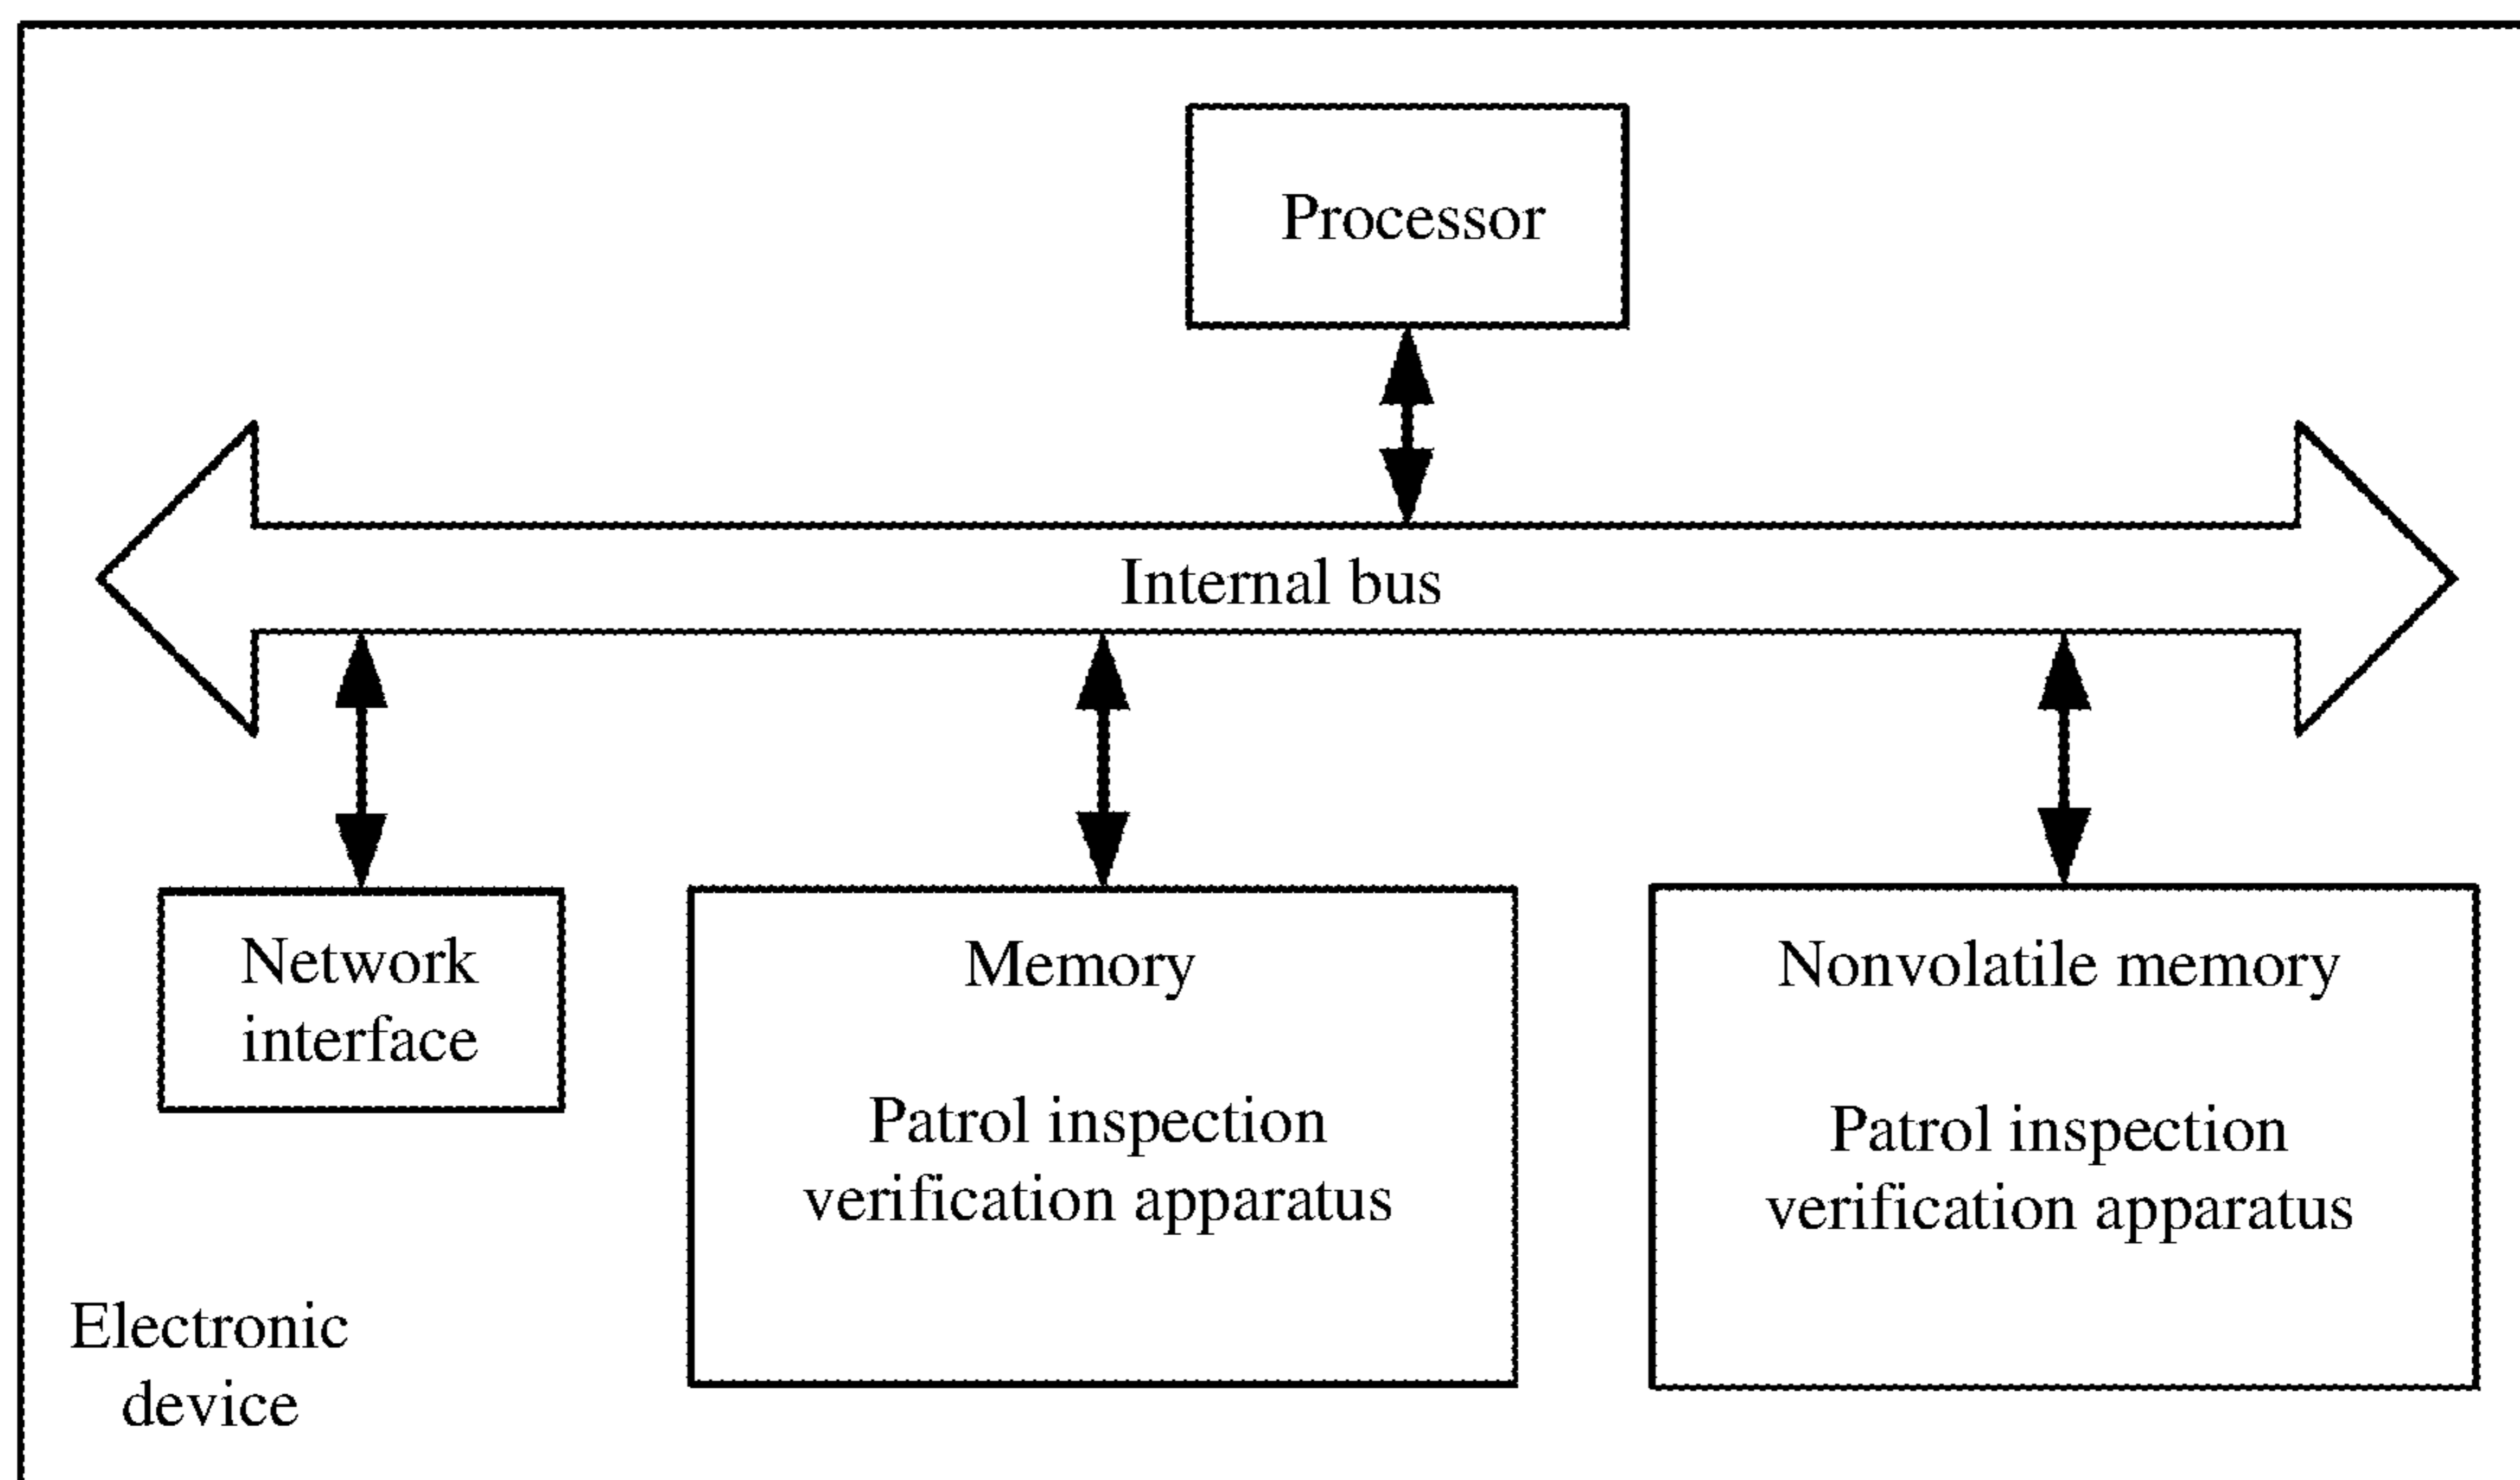 Processor
Internal bus
Network
interface
Memory
Patrol inspection
verification apparatus
Nonvolatile memory
Patrol inspection
verification apparatus
Electronic
device